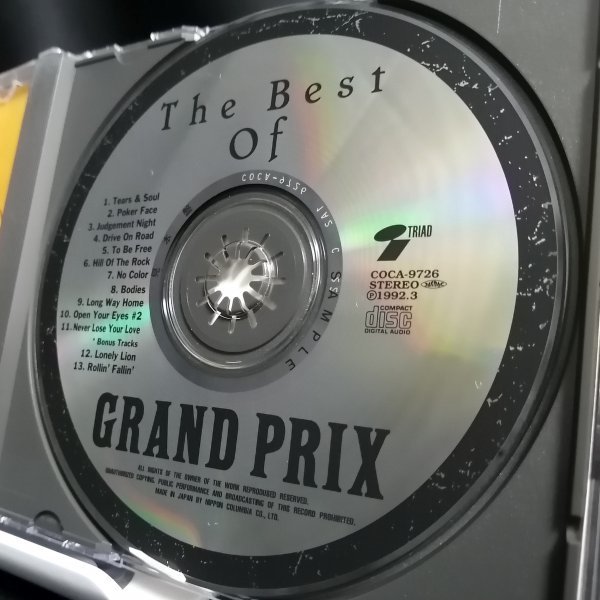 The Best
Of
1. Tears & Soul
2. Poker Face
3. Judgement Night
4. Drive On Road
5. To Be Free
6. Hill Of The Rock
7. No Color
8. Bodies
9. Long Way Home
10. Open Your Eyes #2
11. Never Lose Your Love
* Bonus Tracks
12. Lonely Lion
13. Rollin' Fallin'
COCA-9726
SAMPLE
TRIAD
COCA-9726
STEREO
Ⓟ1992.3
COMPACT
disc
DIGITAL AUDIO
GRAND PRIX
ALL RIGHTS OF THE OWNER OF THE WORK REPRODUSED RESERVED.
UNAUTHORIZED COPYING, PUBLIC PERFORMANCE AND BROADCASTING OF THIS RECORD PROHIBITED.
MADE IN JAPAN BY NIPPON COLUMBIA CO., LTD.